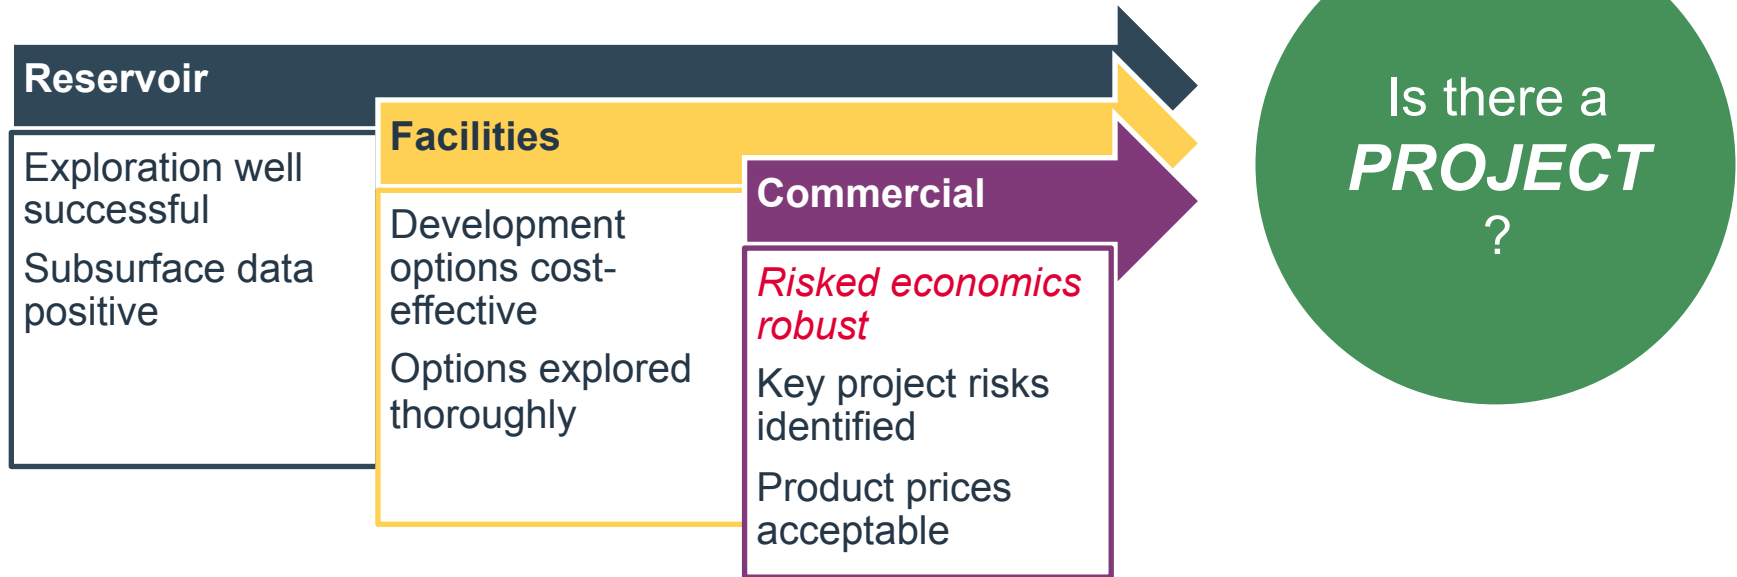 Reservoir
Exploration well
successful
Subsurface data
positive
Facilities
Development
options cost-
effective
Options explored
thoroughly
Commercial
Risked economics
robust
Key project risks
identified
Product prices
acceptable
Is there a
PROJECT
?